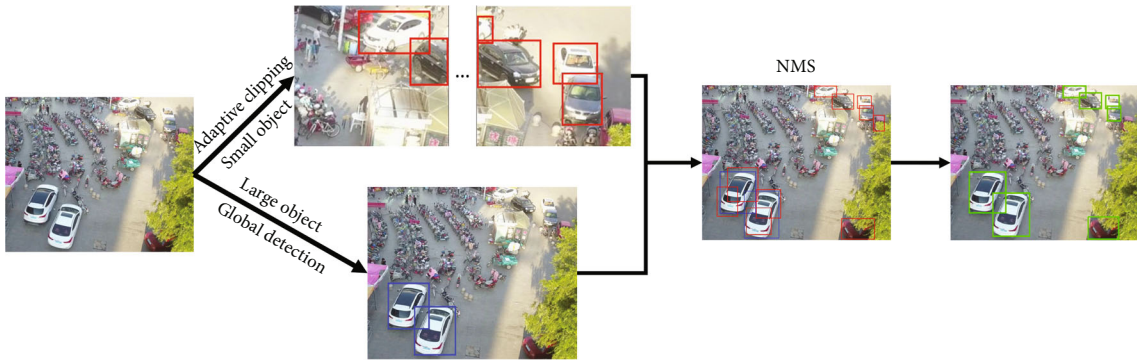 Adaptive clipping
Small object
...
Large object
Global detection
NMS